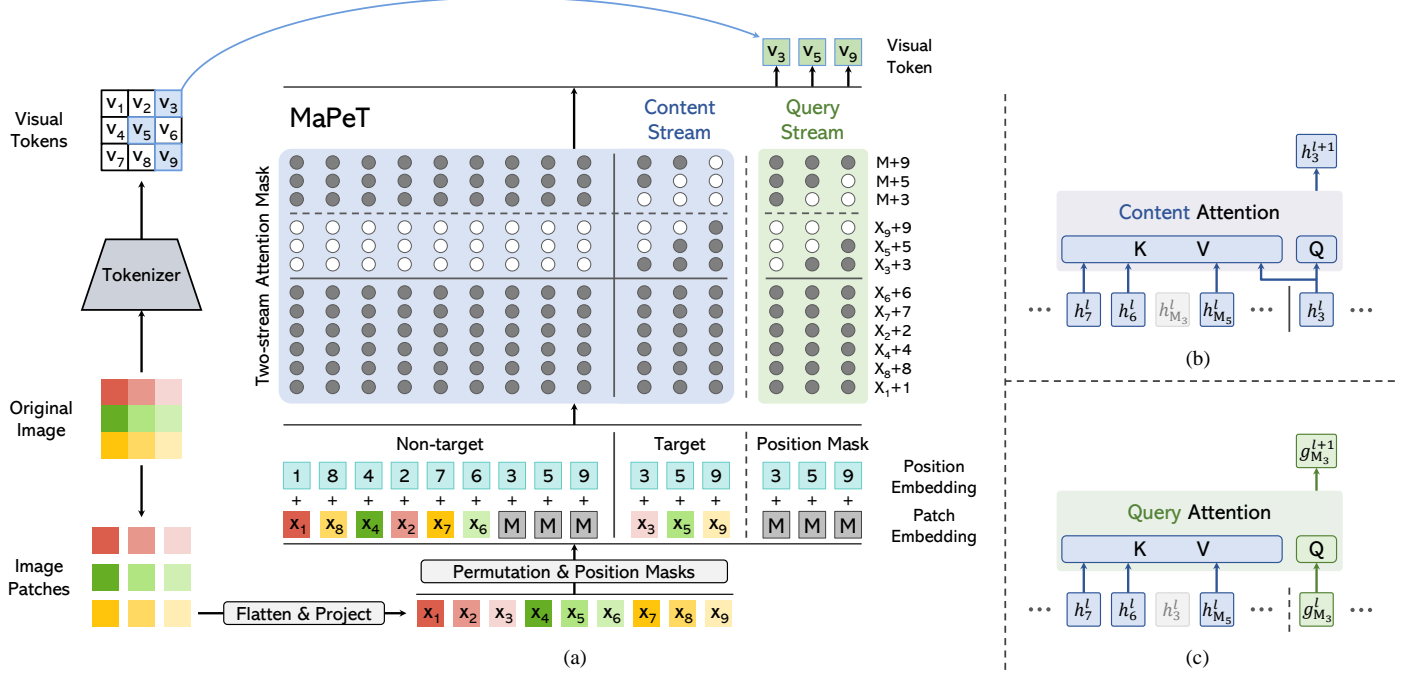 Visual
Tokens
V₁ V₂ V₃
V₄ V₅ V₆
V₇ V₈ V₉
Tokenizer
Original
Image
Image
Patches
Flatten & Project
x₁ x₂ x₃ x₄ x₅ x₆ x₇ x₈ x₉
Permutation & Position Masks
V₃ V₅ V₉
Visual
Token
MaPeT
Content
Stream
Query
Stream
Two-stream Attention Mask
M+9
M+5
M+3
X₉+9
X₅+5
X₃+3
X₆+6
X₇+7
X₂+2
X₄+4
X₈+8
X₁+1
Non-target Target Position Mask
1 8 4 2 7 6 3 5 9 3 5 9 3 5 9
Position
Embedding
+ + + + + + + + + + + + + + +
x₁ x₈ x₄ x₂ x₇ x₆ M M M x₃ x₅ x₉ M M M
Patch
Embedding
(a)
h₃ˡ⁺¹
Content Attention
K V Q
... h₇ˡ h₆ˡ hₘ₃ˡ hₘ₅ˡ ... h₃ˡ ...
(b)
gₘ₃ˡ⁺¹
Query Attention
K V Q
... h₇ˡ h₆ˡ h₃ˡ hₘ₅ˡ ... gₘ₃ˡ ...
(c)